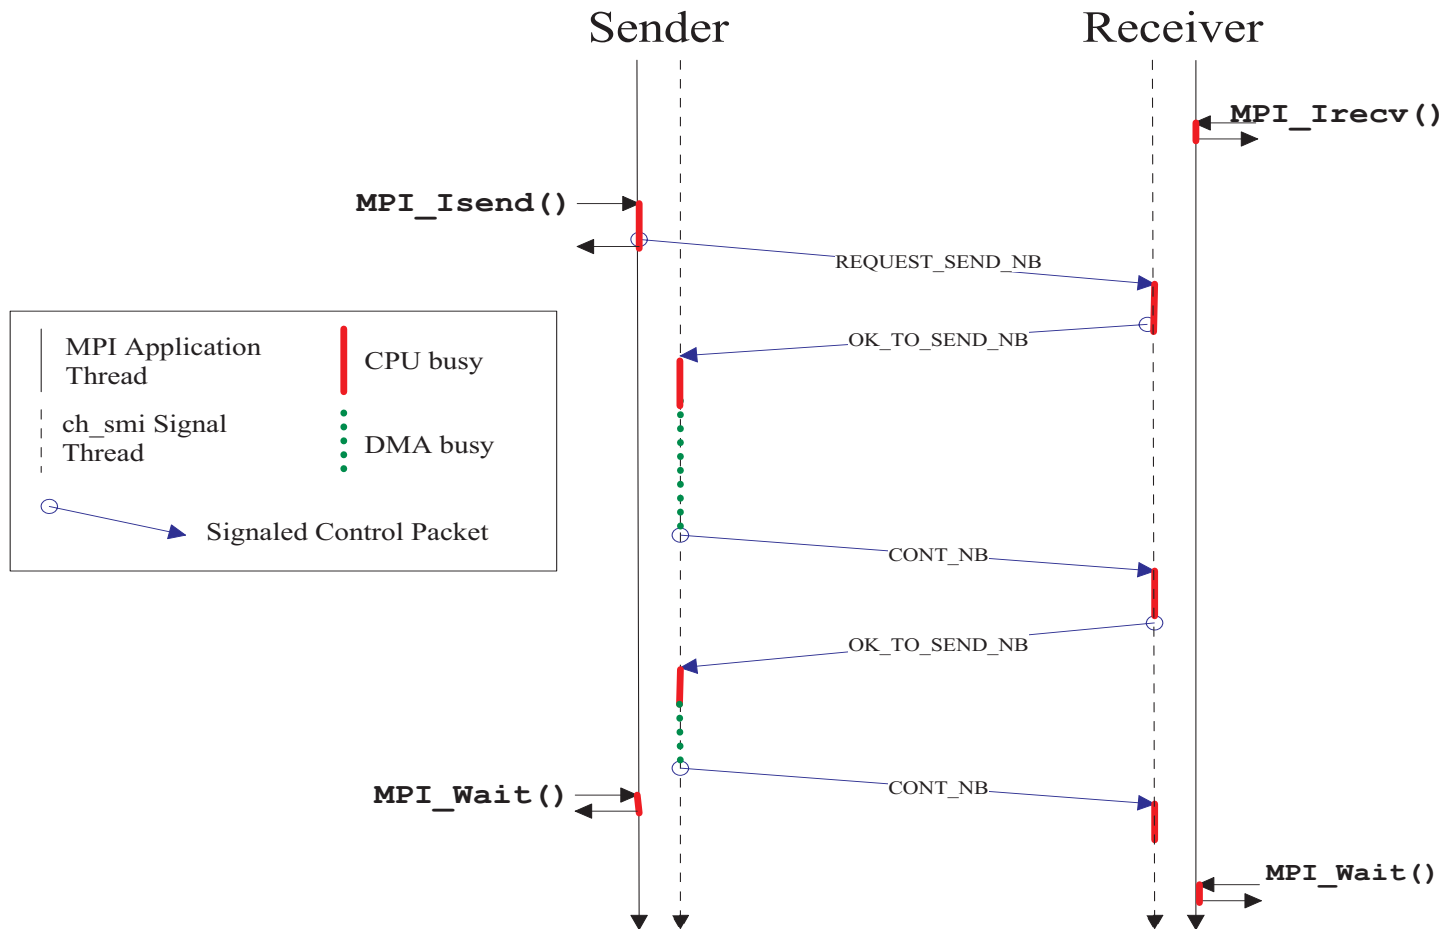 Sender
Receiver
MPI_Irecv()
MPI_Isend()
REQUEST_SEND_NB
OK_TO_SEND_NB
MPI Application
Thread
CPU busy
ch_smi Signal
Thread
DMA busy
Signaled Control Packet
CONT_NB
OK_TO_SEND_NB
CONT_NB
MPI_Wait()
MPI_Wait()